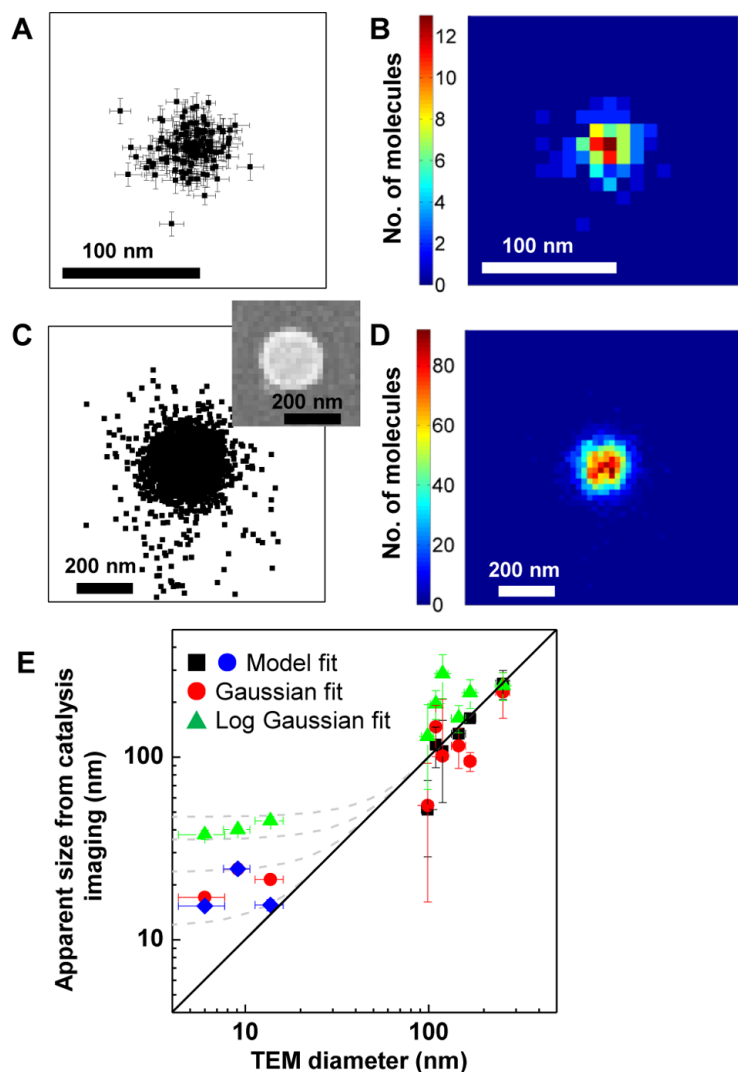 A
100 nm
B
No. of molecules
12
10
8
6
4
2
0
100 nm
C
200 nm
200 nm
D
No. of molecules
80
60
40
20
0
200 nm
E
Model fit
Gaussian fit
Log Gaussian fit
Apparent size from catalysis
imaging (nm)
100
10
10
100
TEM diameter (nm)